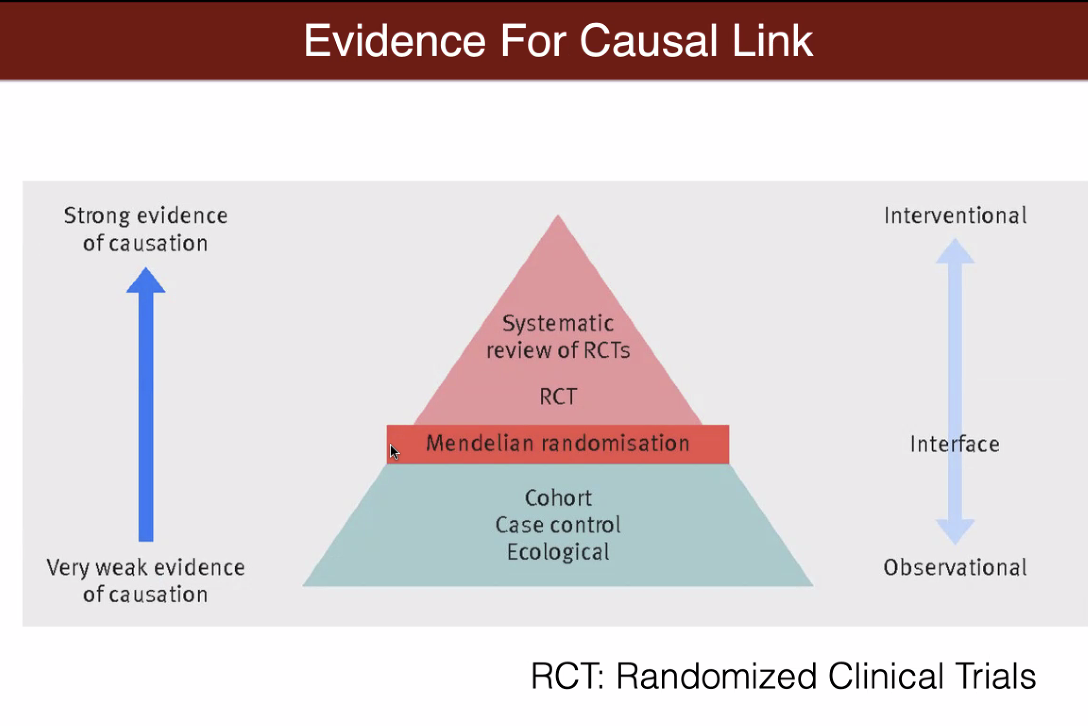 Evidence For Causal Link
Strong evidence
of causation
Very weak evidence
of causation
Systematic
review of RCTs
RCT
Mendelian randomisation
Cohort
Case control
Ecological
Interventional
Interface
Observational
RCT: Randomized Clinical Trials